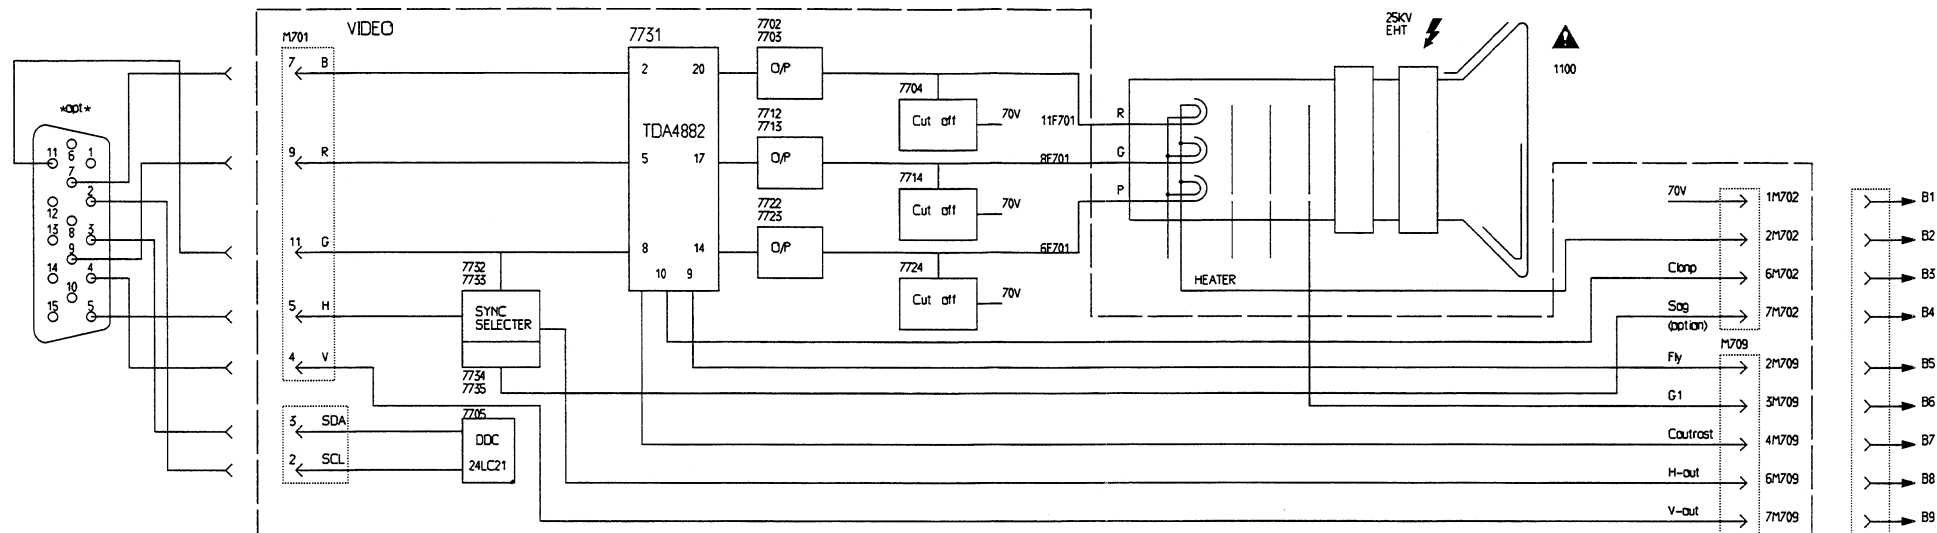 VIDEO
*opt*
11
6
1
7
2
12
8
3
13
9
14
4
10
15
5
M701
7 B
9 R
11 G
5 H
4 V
3 SDA
2 SCL
7731
2 20
TDA4882
5 17
8 14
10 9
7702
7703
O/P
7704
Cut off
70V
7712
7713
O/P
7714
Cut off
70V
7722
7723
O/P
7724
Cut off
70V
7732
7733
SYNC
SELECTER
7734
7735
7705
DDC
24LC21
11F701
8F701
6F701
R
G
P
HEATER
25KV
EHT
1100
70V 1M702
2M702
Clanp 6M702
Sag 7M702
(option)
M709
Fly 2M709
G1 3M709
Coutrast 4M709
H-out 6M709
V-out 7M709
B1
B2
B3
B4
B5
B6
B7
B8
B9